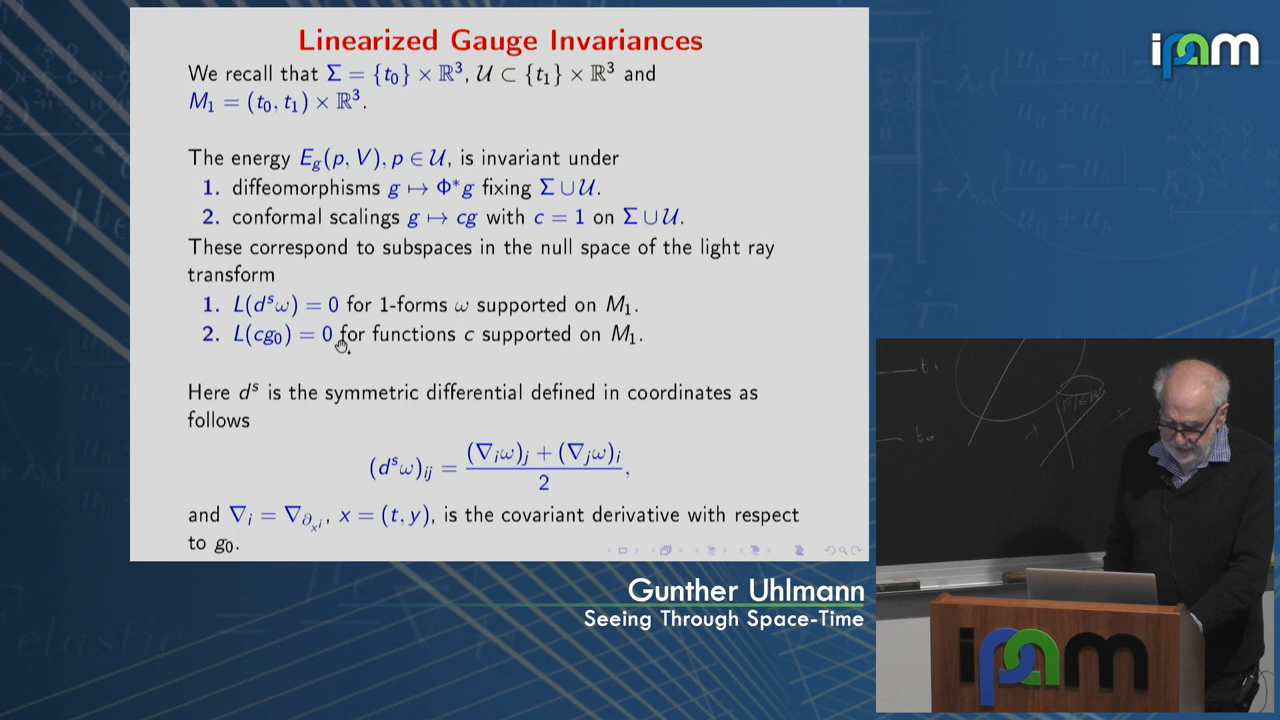 Linearized Gauge Invariances
We recall that Σ = {t₀} × ℝ³, 𝒰 ⊂ {t₁} × ℝ³ and
M₁ = (t₀, t₁) × ℝ³.
The energy E_g(p, V), p ∈ 𝒰, is invariant under
1. diffeomorphisms g ↦ Φ*g fixing Σ ∪ 𝒰.
2. conformal scalings g ↦ cg with c = 1 on Σ ∪ 𝒰.
These correspond to subspaces in the null space of the light ray
transform
1. L(dˢω) = 0 for 1-forms ω supported on M₁.
2. L(cg₀) = 0 for functions c supported on M₁.
Here dˢ is the symmetric differential defined in coordinates as
follows
(dˢω)ᵢⱼ = ((∇ᵢω)ⱼ + (∇ⱼω)ᵢ) / 2,
and ∇ᵢ = ∇_{∂_{xⁱ}}, x = (t, y), is the covariant derivative with respect
to g₀.
ipam
Gunther Uhlmann
Seeing Through Space-Time
t₁
t₀
ipam